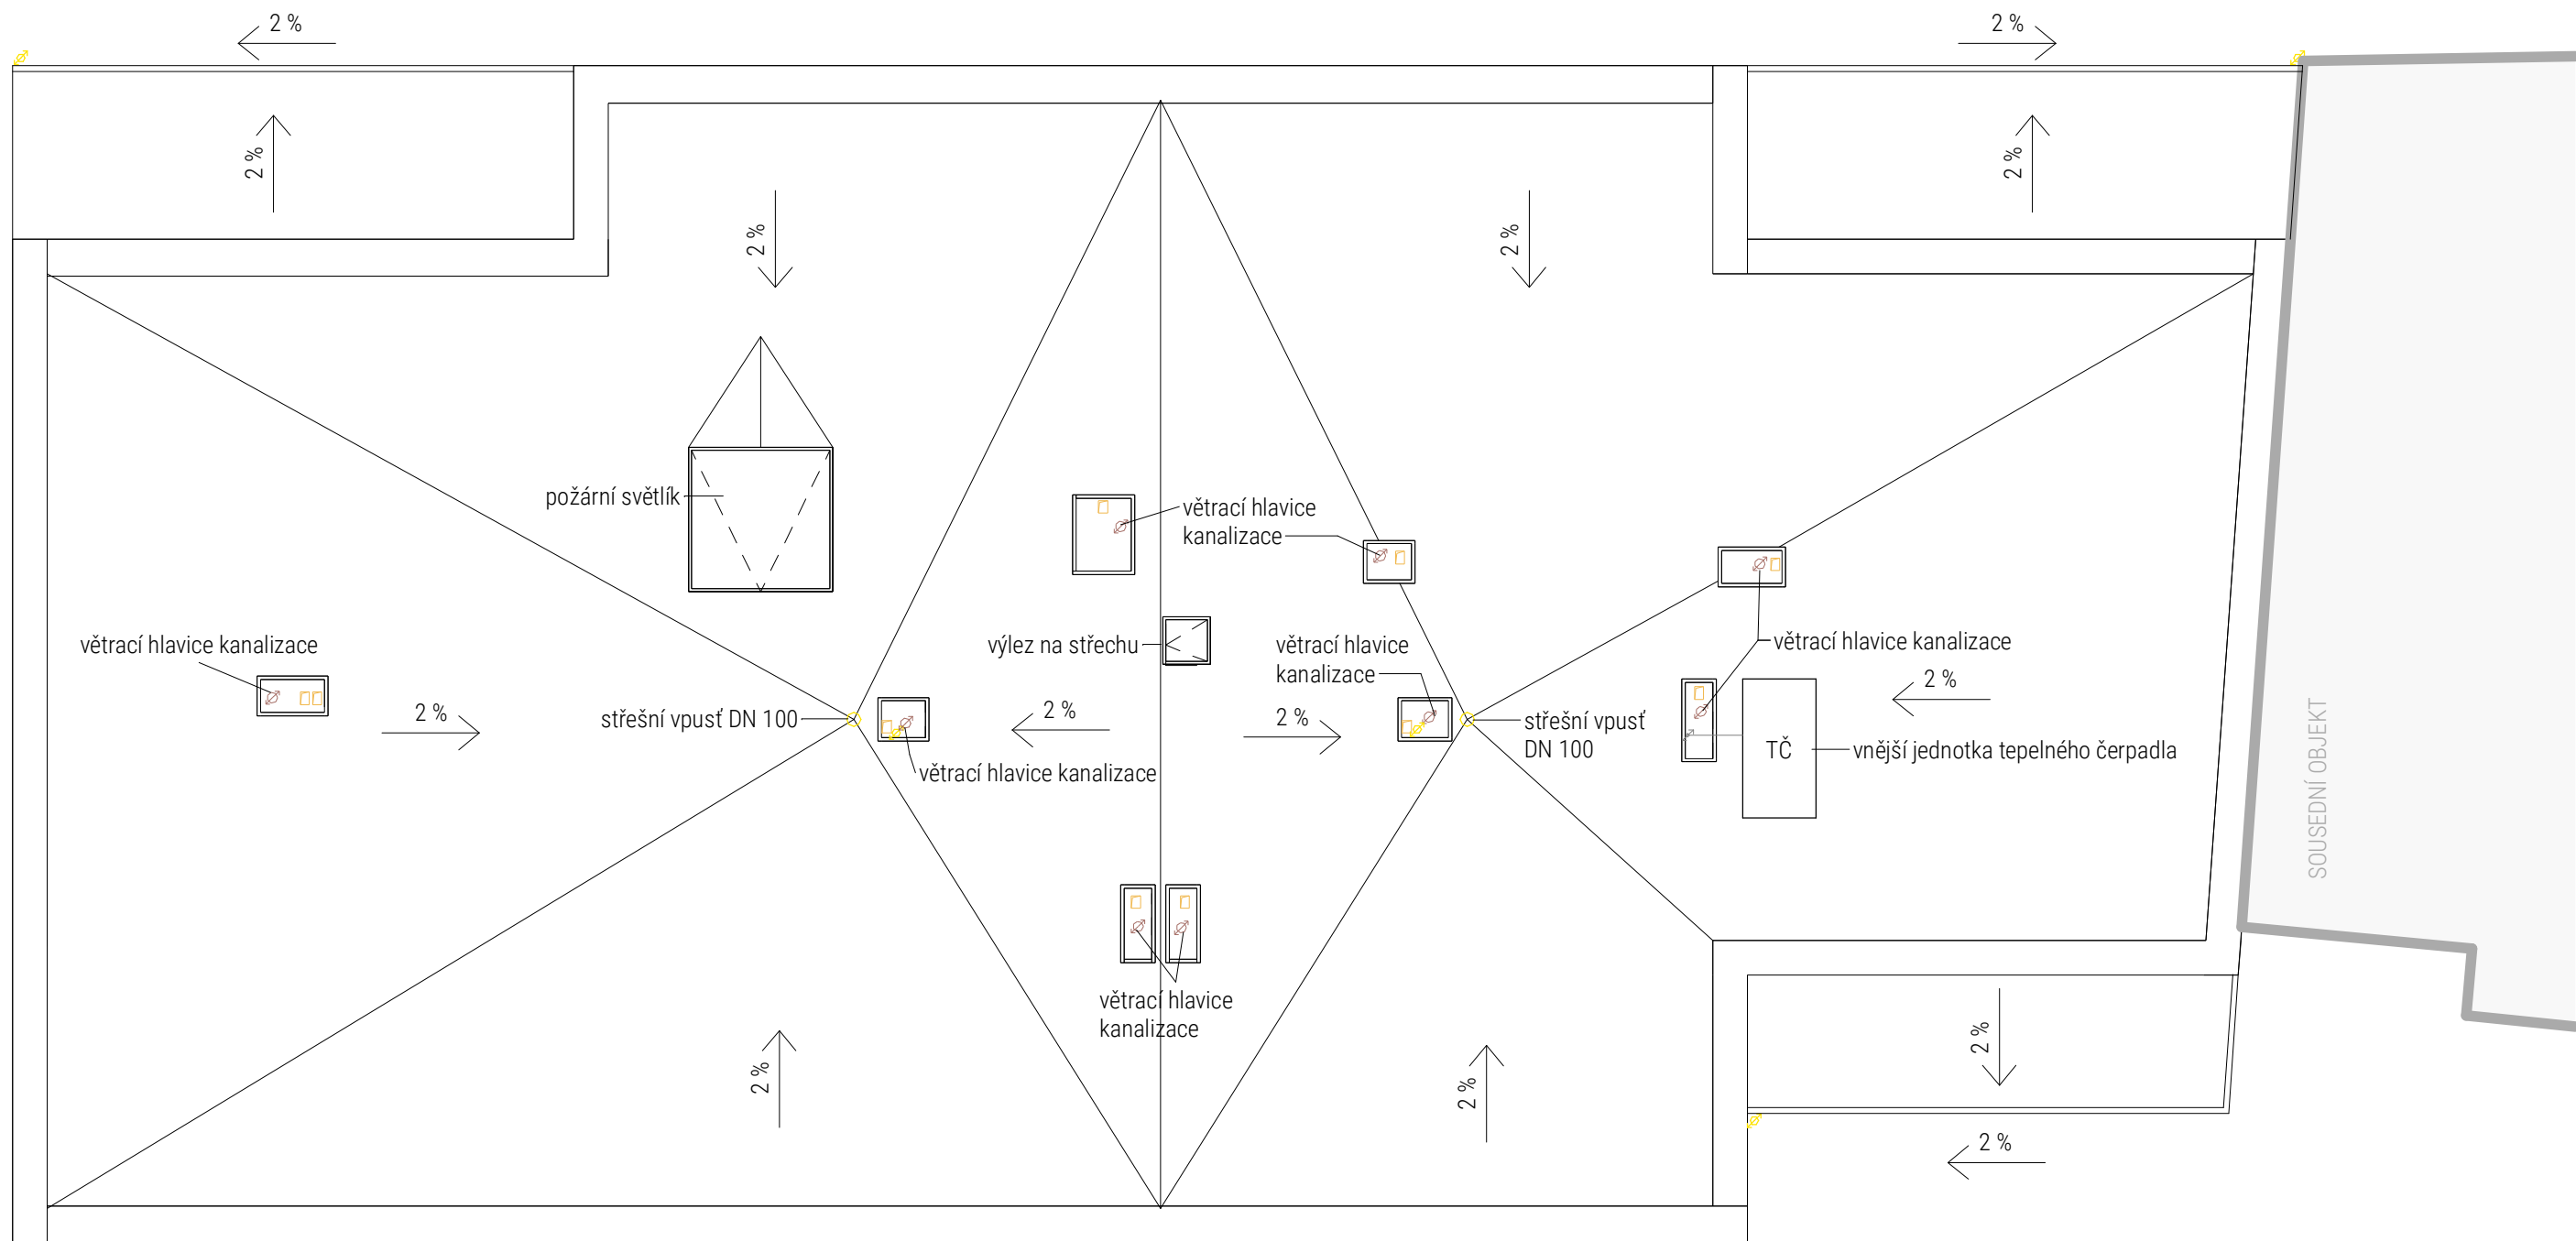 2 %
2 %
2 %
2 %
2 %
2 %
požární světlík
větrací hlavice
kanalizace
větrací hlavice kanalizace
výlez na střechu
větrací hlavice
kanalizace
větrací hlavice kanalizace
2 %
2 %
střešní vpusť DN 100
2 %
2 %
střešní vpusť
DN 100
TČ
vnější jednotka tepelného čerpadla
větrací hlavice kanalizace
SOUSEDNÍ OBJEKT
větrací hlavice
kanalizace
2 %
2 %
2 %
2 %